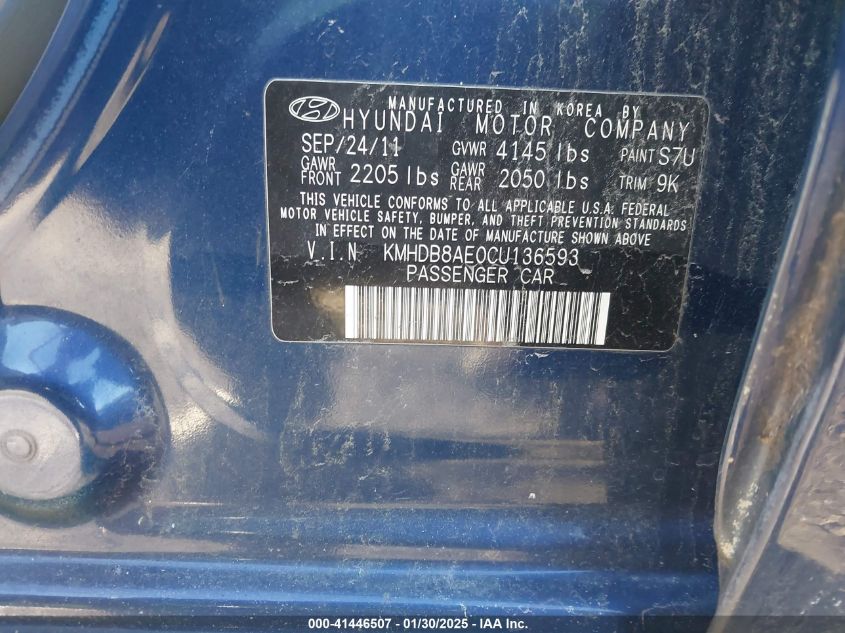 MANUFACTURED IN KOREA BY
HYUNDAI MOTOR COMPANY
SEP/24/11 GVWR 4145 lbs PAINT S7U
GAWR FRONT 2205 lbs GAWR REAR 2050 lbs TRIM 9K
THIS VEHICLE CONFORMS TO ALL APPLICABLE U.S.A. FEDERAL
MOTOR VEHICLE SAFETY, BUMPER, AND THEFT PREVENTION STANDARDS
IN EFFECT ON THE DATE OF MANUFACTURE SHOWN ABOVE
V.I.N KMHDB8AE0CU136593
PASSENGER CAR
000-41446507 — 01/30/2025 - IAA Inc.